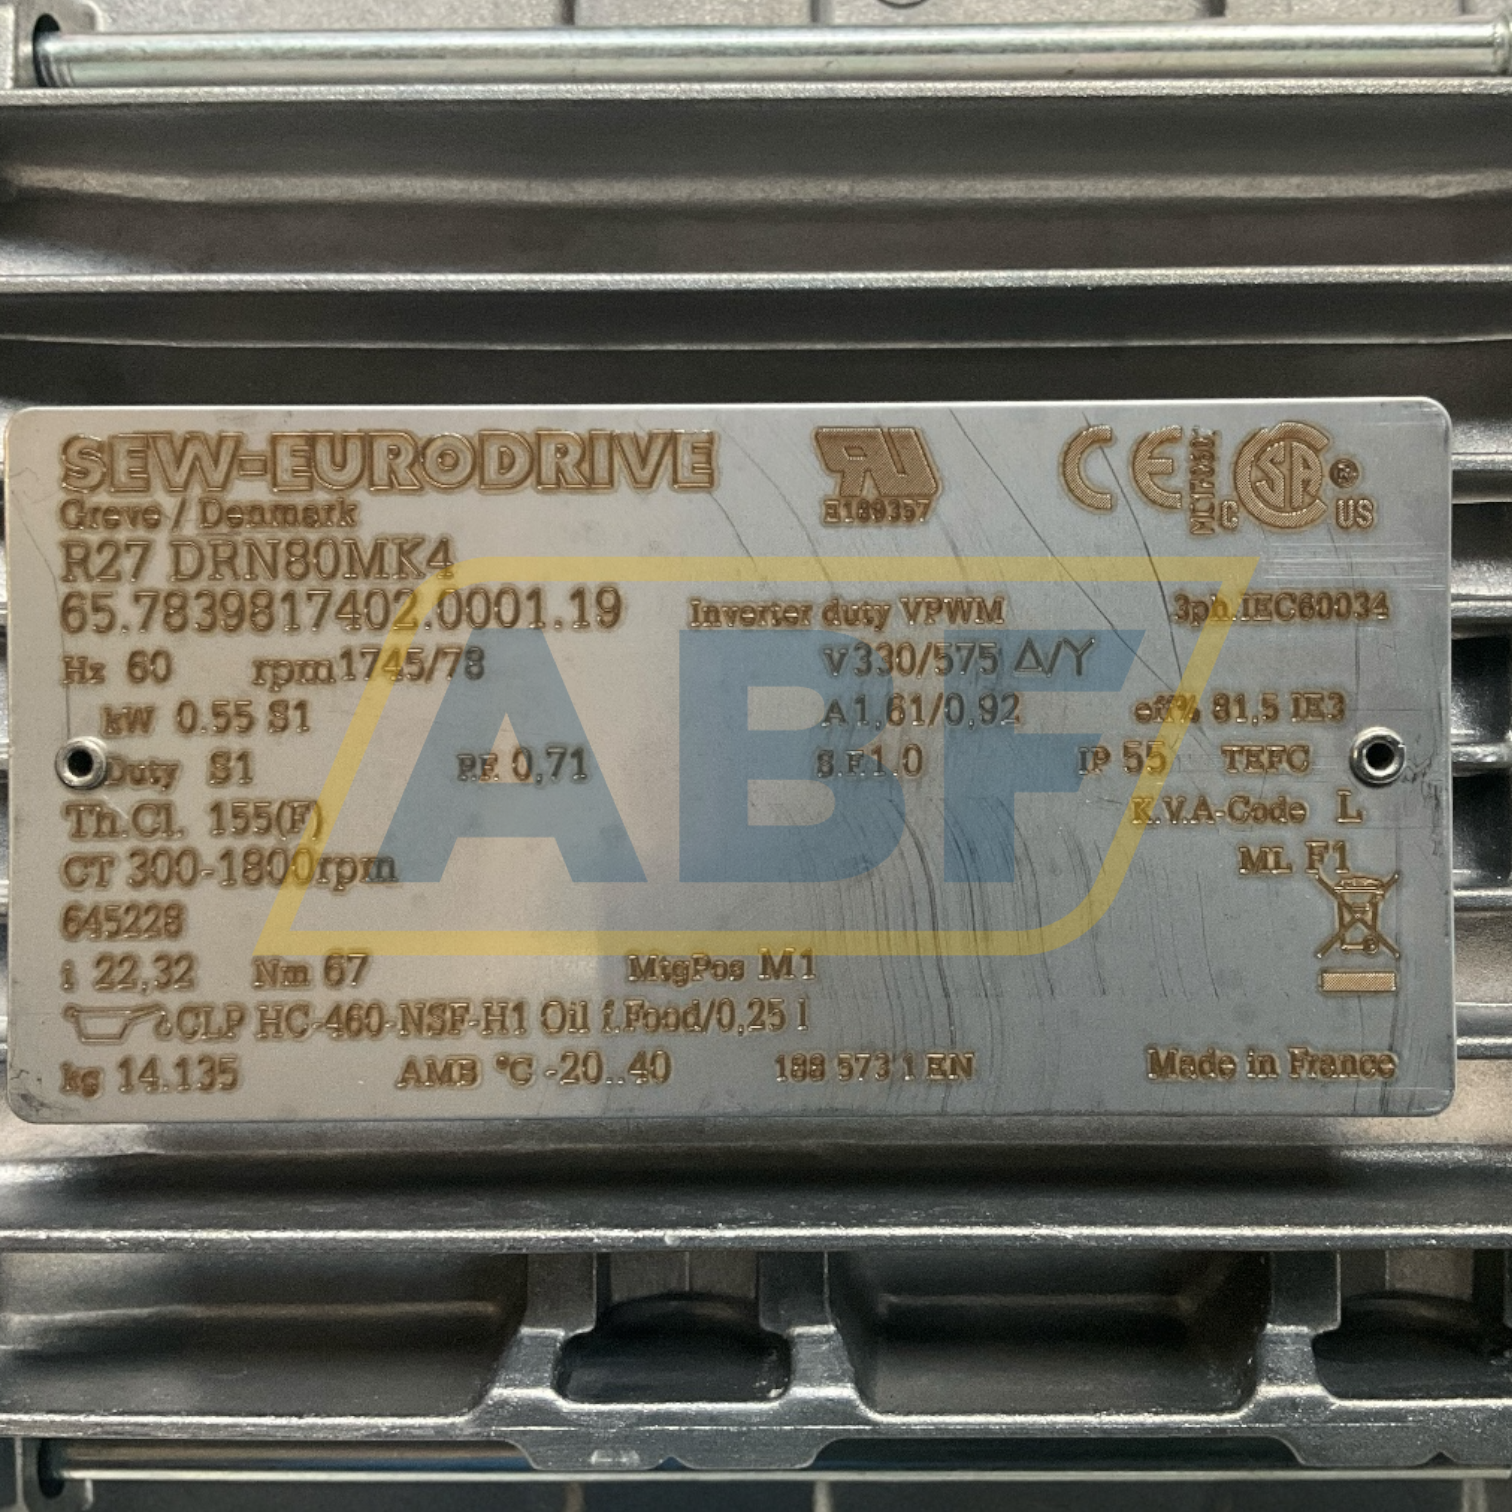 SEW-EURODRIVE
Greve / Denmark
E189357
C US
R27 DRN80MK4
65.7839817402.0001.19 Inverter duty VPWM 3ph.IEC60034
Hz 60 rpm 1745/78 V 330/575 Δ/Y
kW 0.55 S1 A 1,61/0,92 eff% 81,5 IE3
Duty S1 P.F. 0,71 S.F.1.0 IP 55 TEFC
Th.Cl. 155(F) K.V.A-Code L
CT 300-1800rpm ML F1
645228
i 22,32 Nm 67 MtgPos M1
CLP HC-460-NSF-H1 Oil f.Food/0,25 l
kg 14.135 AMB °C -20..40 188 573 1 EN Made in France
ABF